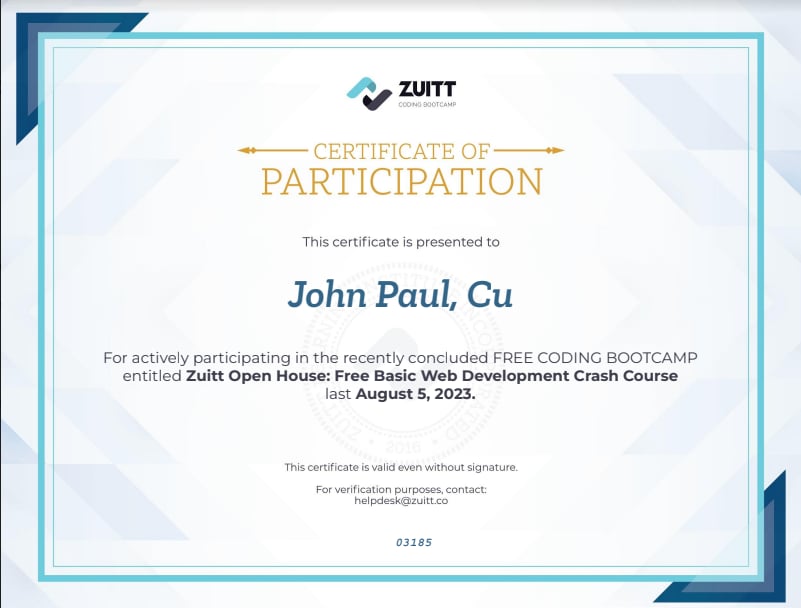 ZUITT
CODING BOOTCAMP
CERTIFICATE OF
PARTICIPATION
This certificate is presented to
John Paul, Cu
For actively participating in the recently concluded FREE CODING BOOTCAMP
entitled Zuitt Open House: Free Basic Web Development Crash Course
last August 5, 2023.
2016
This certificate is valid even without signature.
For verification purposes, contact:
helpdesk@zuitt.co
03185